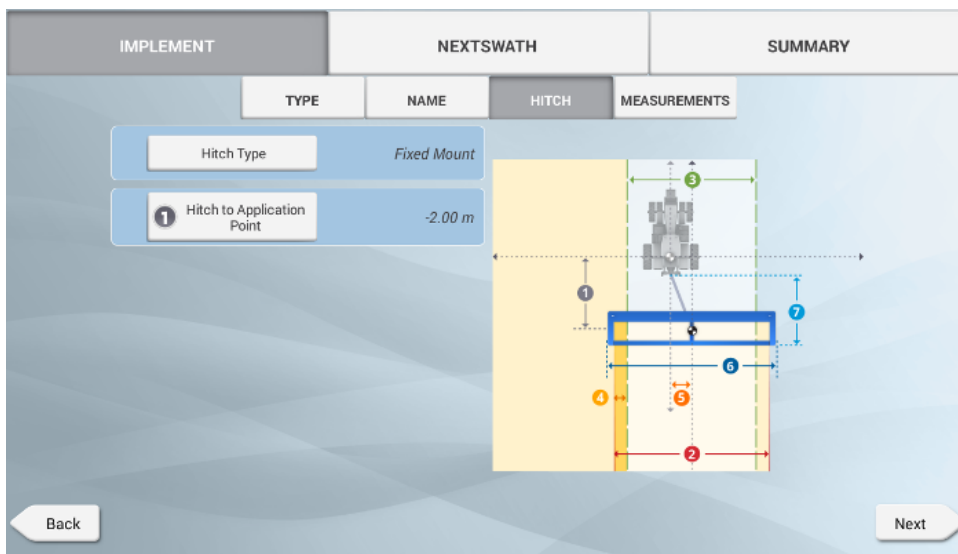 IMPLEMENT
NEXTSWATH
SUMMARY
TYPE
NAME
HITCH
MEASUREMENTS
Hitch Type
Fixed Mount
1
Hitch to Application
Point
-2.00 m
3
1
7
6
4
5
2
Back
Next